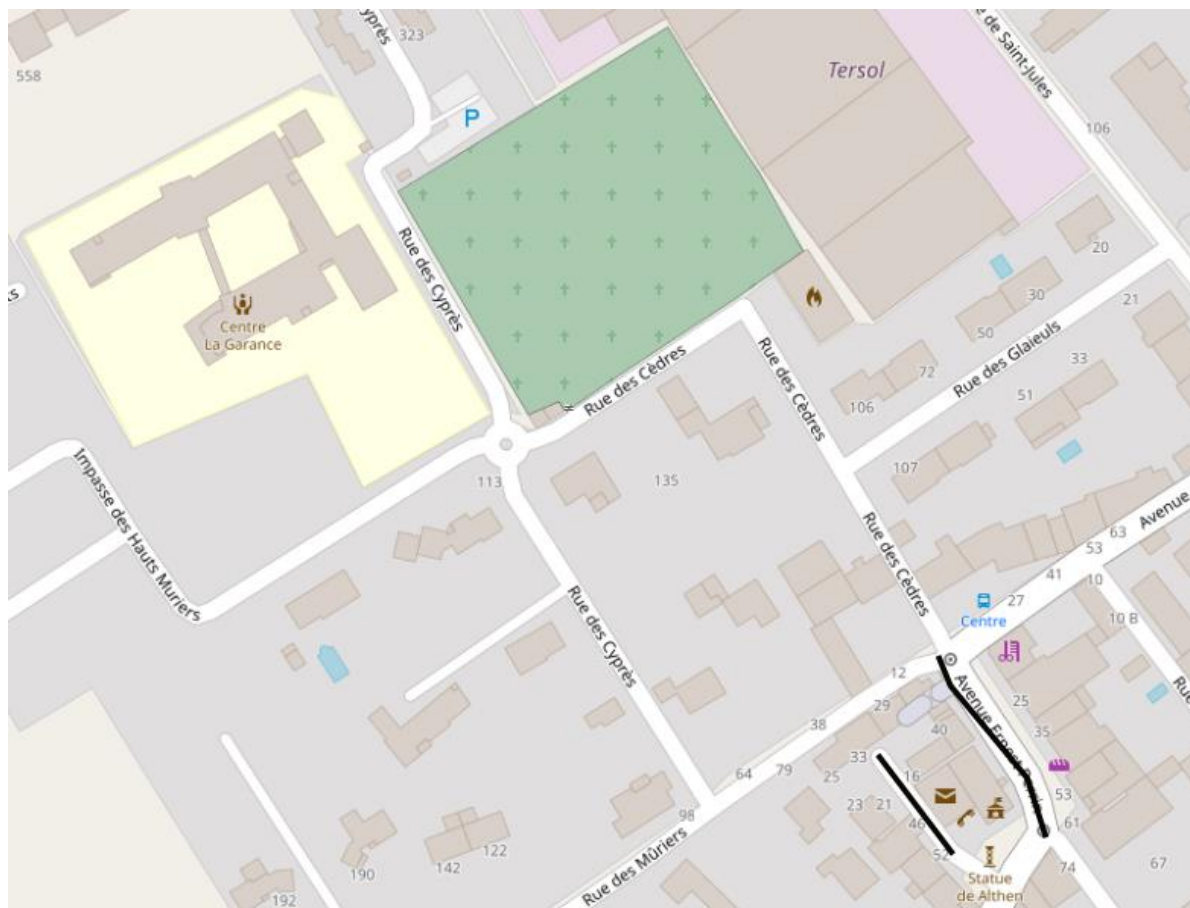 Cyprès
323
558
P
Tersol
e de Saint-Jules
106
Rue des Cyprès
20
Centre
La Garance
30
21
50
Rue des Glaieuls
33
72
51
106
Rue des Cèdres
Rue des Cèdres
107
113
135
Impasse des Hauts Muriers
Rue des Cèdres
Avenue
63
53
41
10
27
Centre
10 B
Rue des Cyprès
12
29
38
40
25
35
Avenue Ernest
33
64
79
25
16
53
23
21
46
61
98
52
Rue des Mûriers
74
67
Statue
de Althen
122
142
190
192